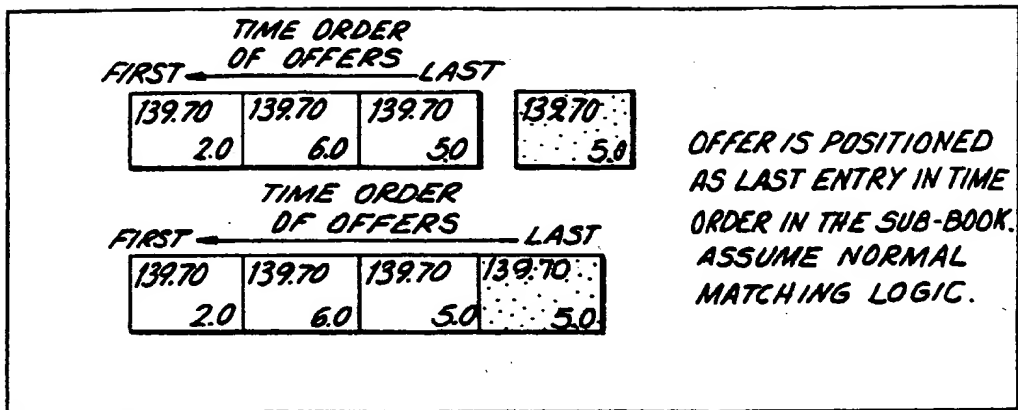 TIME ORDER
OF OFFERS
FIRST LAST
139.70 139.70 139.70 139.70
2.0 6.0 5.0 5.0
TIME ORDER
OF OFFERS
FIRST LAST
139.70 139.70 139.70 139.70
2.0 6.0 5.0 5.0
OFFER IS POSITIONED
AS LAST ENTRY IN TIME
ORDER IN THE SUB-BOOK.
ASSUME NORMAL
MATCHING LOGIC.